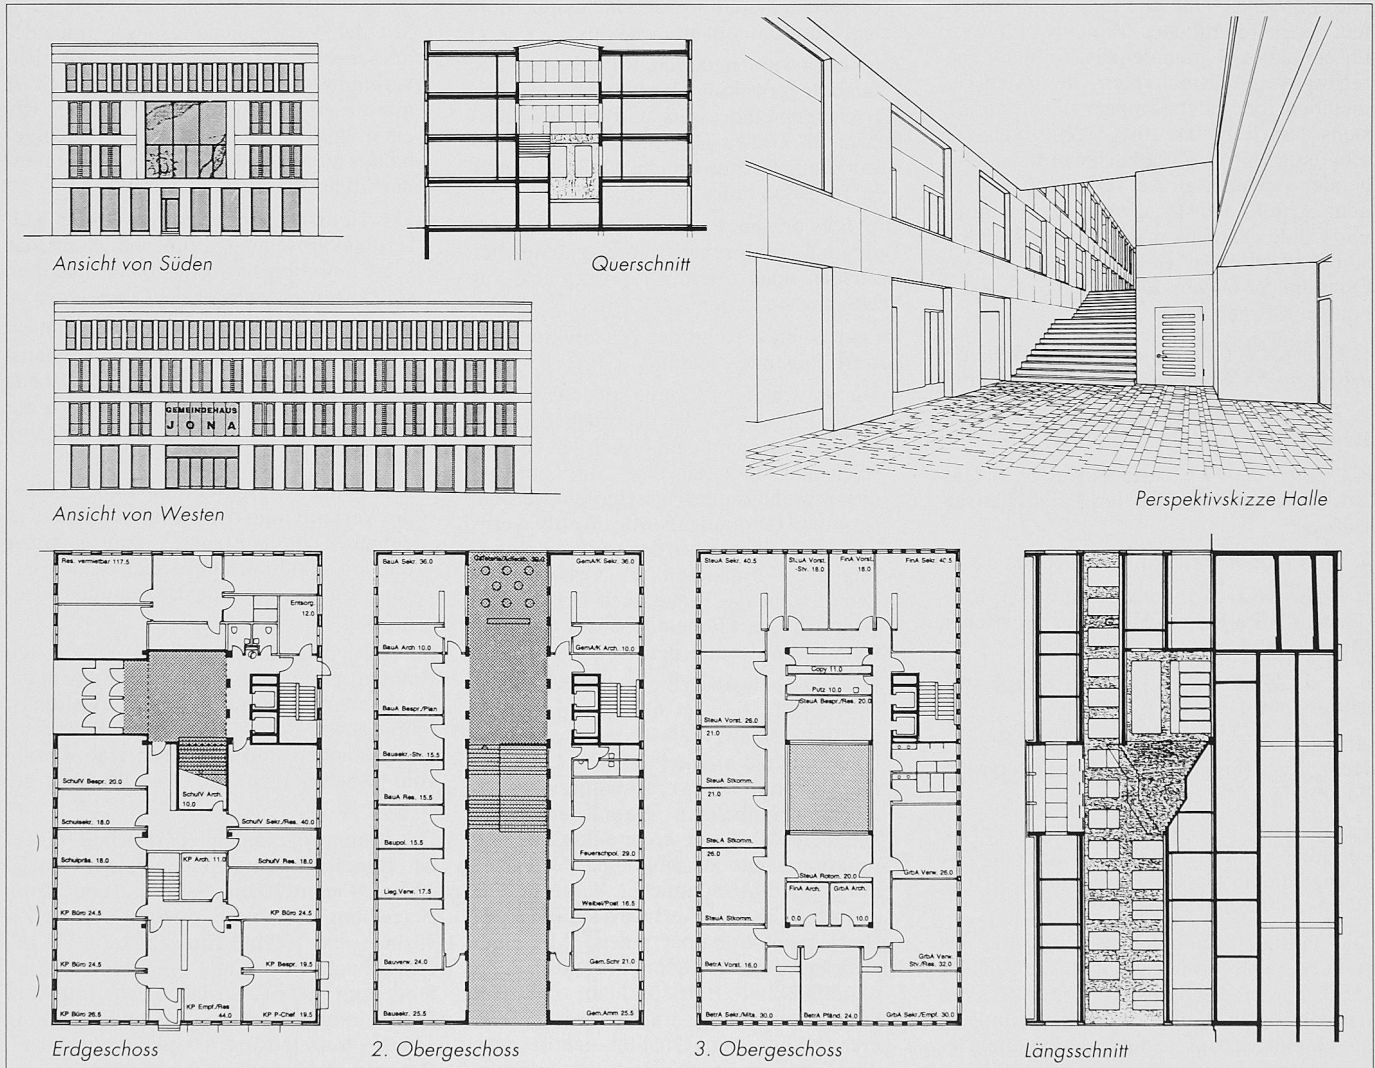 Ansicht von Süden
Querschnitt
GEMEINDEHAUS
JONA
Ansicht von Westen
Perspektivskizze Halle
Res. vermietbar 117.5
Entsorg.
12.0
SchulV Bespr. 20.0
SchulV Arch.
10.0
Schulsekr. 18.0
SchulV Sekr./Res. 40.0
Schulpräs. 18.0
KP Arch. 11.0
SchulV Res. 18.0
KP Büro 24.5
KP Büro 24.5
KP Büro 24.5
KP Bespr. 19.5
KP Büro 26.5
KP Empf./Res
44.0
KP P-Chef 19.5
Erdgeschoss
BauA Sekr. 36.0
GemA/K Sekr. 36.0
BauA Arch 10.0
GemA/K Arch. 10.0
BauA Bespr./Plan
Bausekr.-Stv. 15.5
BauA Res. 15.5
Baupol. 15.5
Feuerschpol. 29.0
Lieg.Verw. 17.5
Weibel/Post 16.5
Bauverw. 24.0
Gem.Schr 21.0
Bausekr. 25.5
Gem.Amm 25.5
2. Obergeschoss
SteuA Sekr. 40.5
SteuA Vorst.
-Stv. 18.0
FinA Vorst.
18.0
FinA Sekr.
Copy 11.0
Putz 10.0
SteuA Bespr./Res. 20.0
SteuA Vorst. 26.0
21.0
SteuA Stkomm.
21.0
SteuA Stkomm.
26.0
SteuA Stkomm.
SteuA Rotom. 20.0
GrbA Verw. 26.0
FinA Arch.
GrbA Arch.
0.0
10.0
BetrA Vorst. 16.0
GrbA Verw.
Stv./Res. 32.0
BetrA Sekr./Mita. 30.0
BetrA Pfänd. 24.0
GrbA Sekr./Empf. 30.0
3. Obergeschoss
Längsschnitt